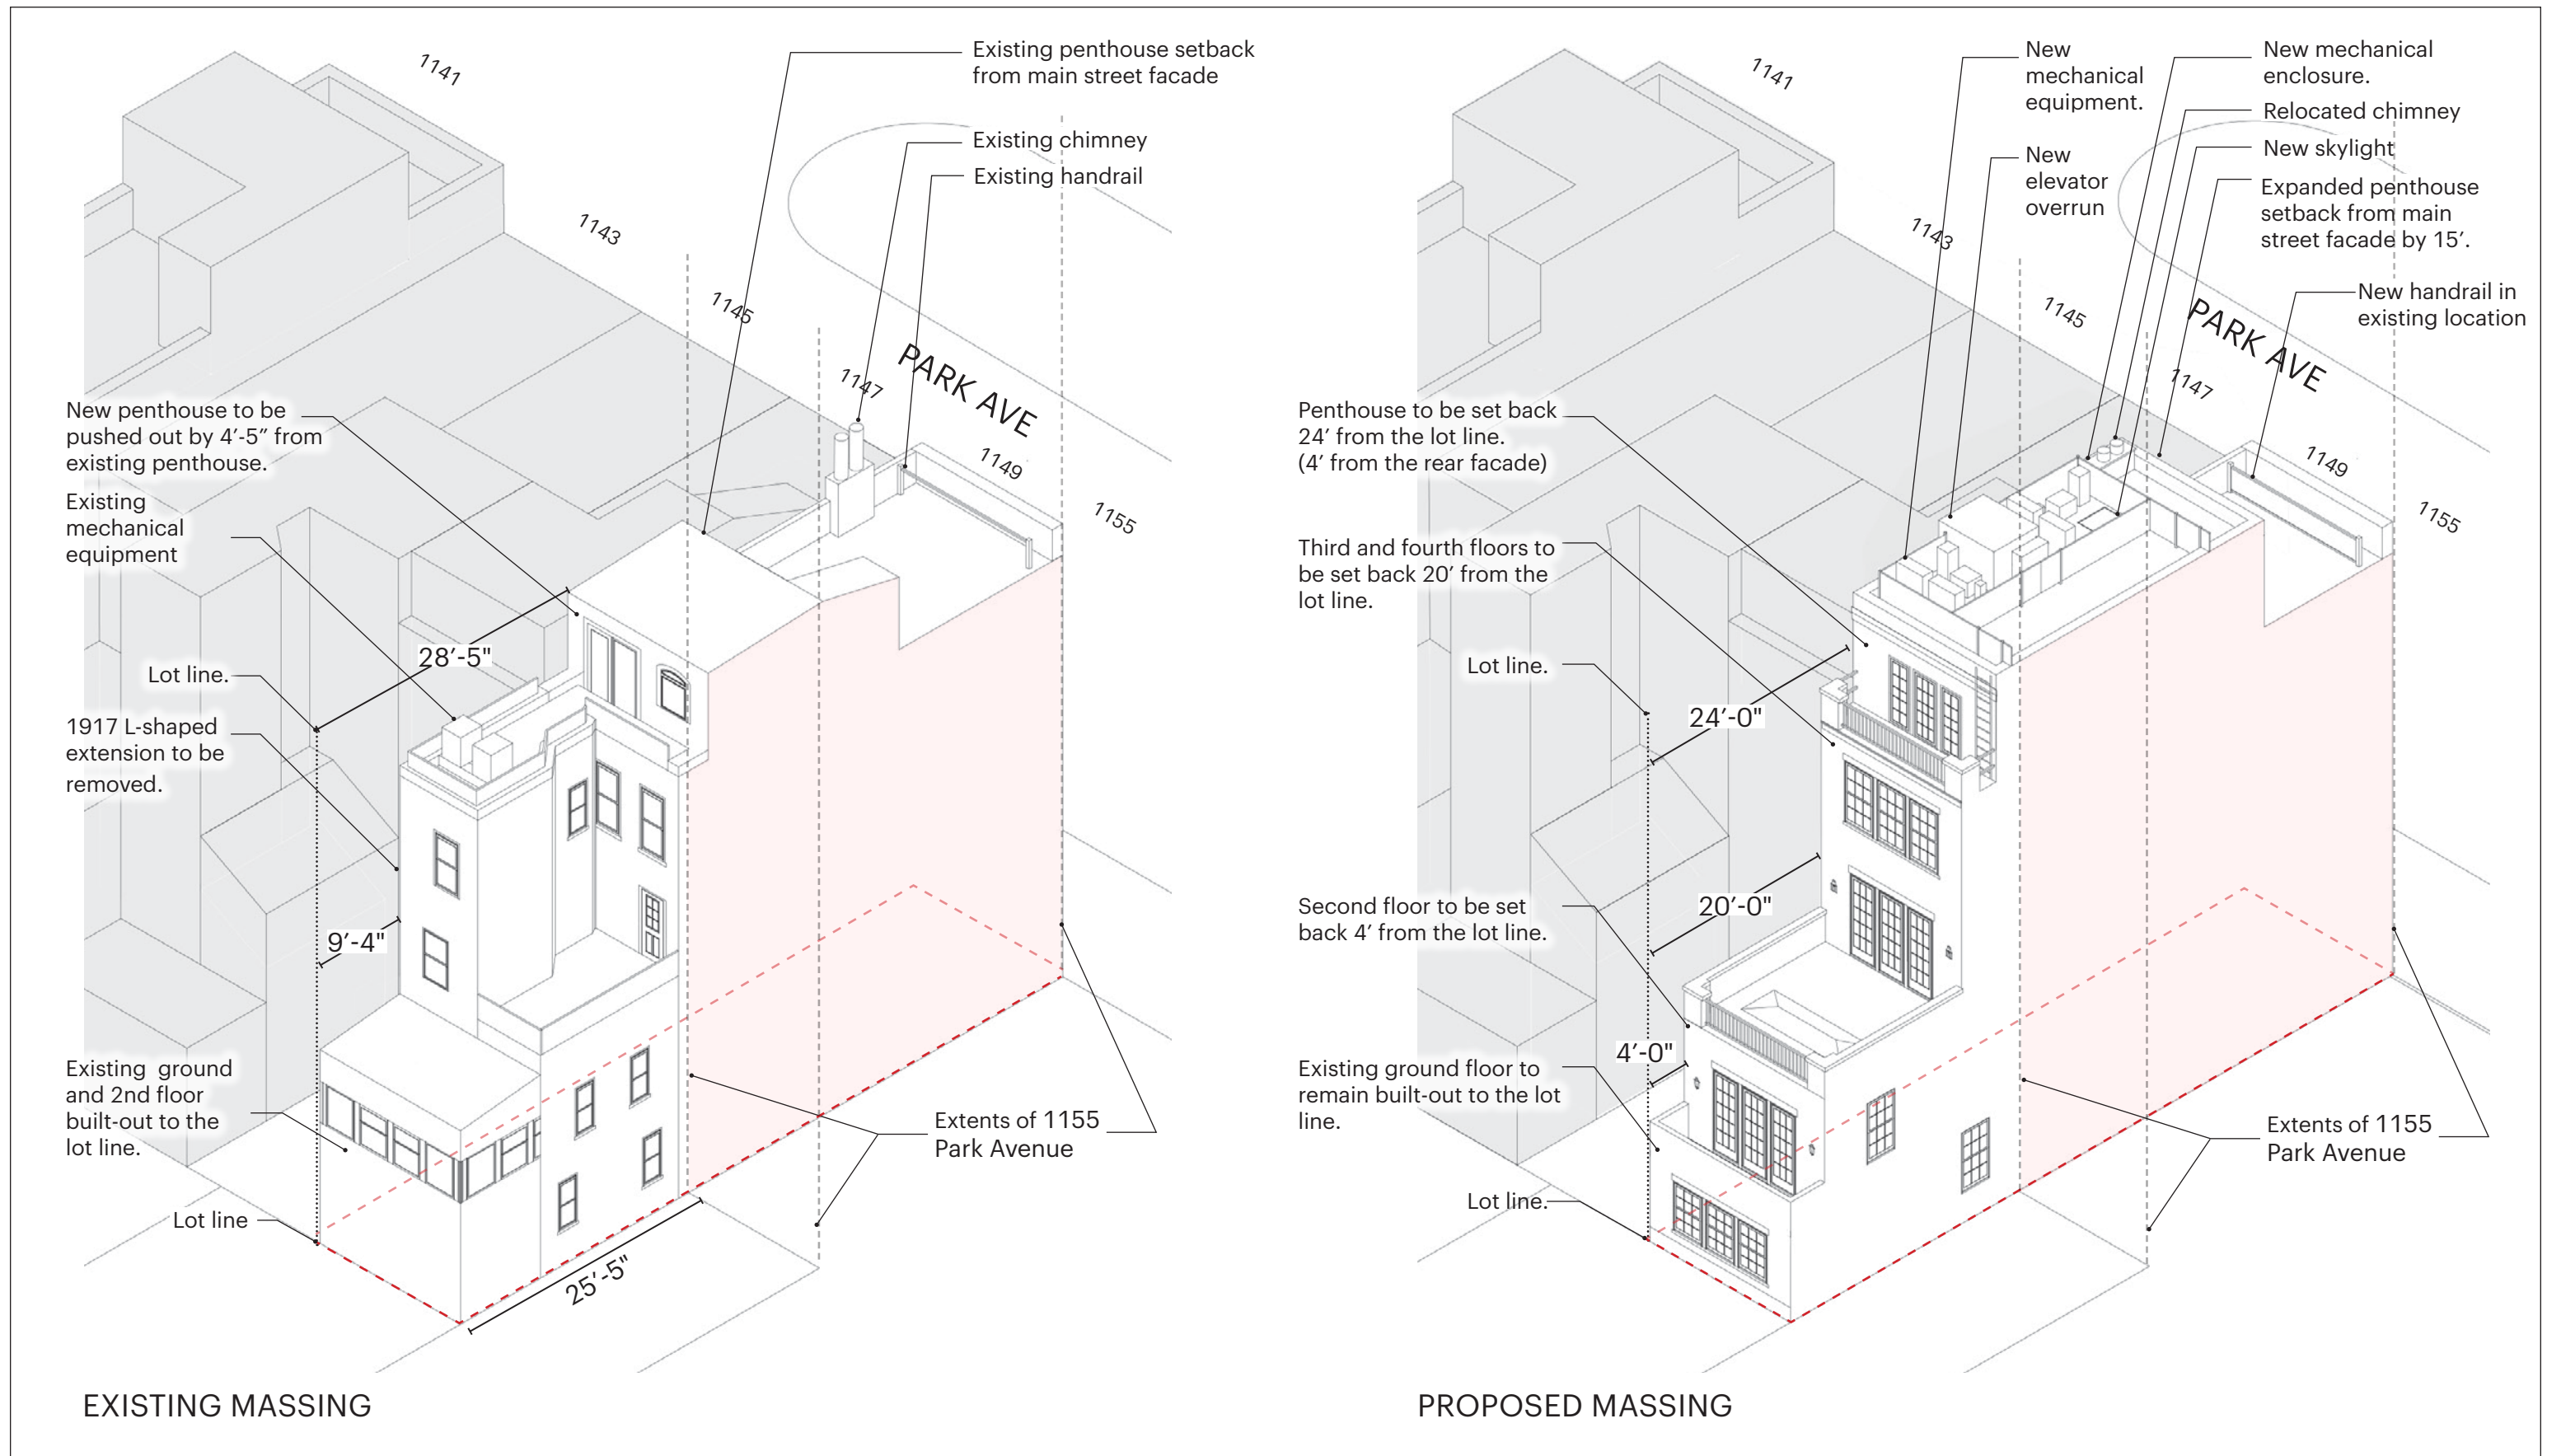 1141
1143
1145
1147
1149
1155
PARK AVE
Existing penthouse setback
from main street facade
Existing chimney
Existing handrail
New penthouse to be
pushed out by 4’-5” from
existing penthouse.
Existing
mechanical
equipment
28’-5"
Lot line.
1917 L-shaped
extension to be
removed.
9’-4"
Existing ground
and 2nd floor
built-out to the
lot line.
Lot line
25’-5"
Extents of 1155
Park Avenue
EXISTING MASSING
1141
1143
1145
1147
1149
1155
PARK AVE
New
mechanical
equipment.
New
elevator
overrun
New mechanical
enclosure.
Relocated chimney
New skylight
Expanded penthouse
setback from main
street facade by 15’.
New handrail in
existing location
Penthouse to be set back
24’ from the lot line.
(4’ from the rear facade)
Third and fourth floors to
be set back 20’ from the
lot line.
Lot line.
24’-0"
20’-0"
Second floor to be set
back 4’ from the lot line.
4’-0"
Existing ground floor to
remain built-out to the lot
line.
Lot line.
Extents of 1155
Park Avenue
PROPOSED MASSING